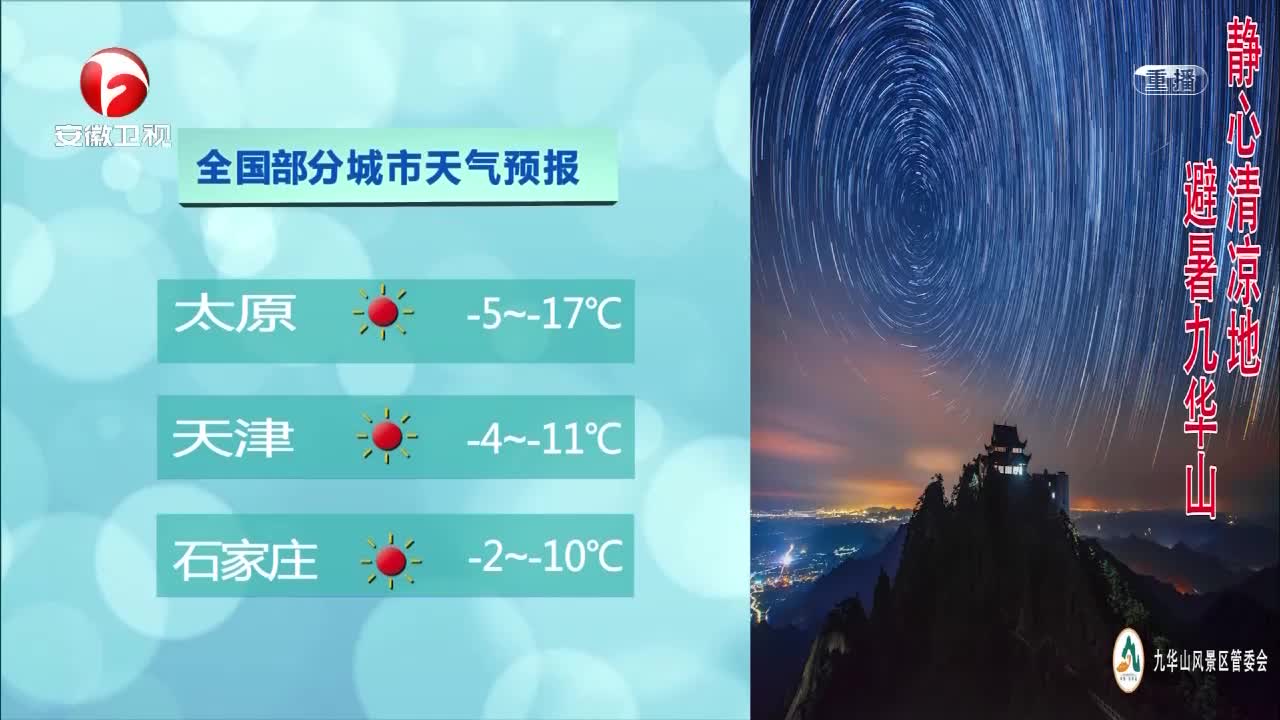 安徽卫视
全国部分城市天气预报
太原 -5~-17℃
天津 -4~-11℃
石家庄 -2~-10℃
重播
静心清凉地
避暑九华山
九华山风景区管委会